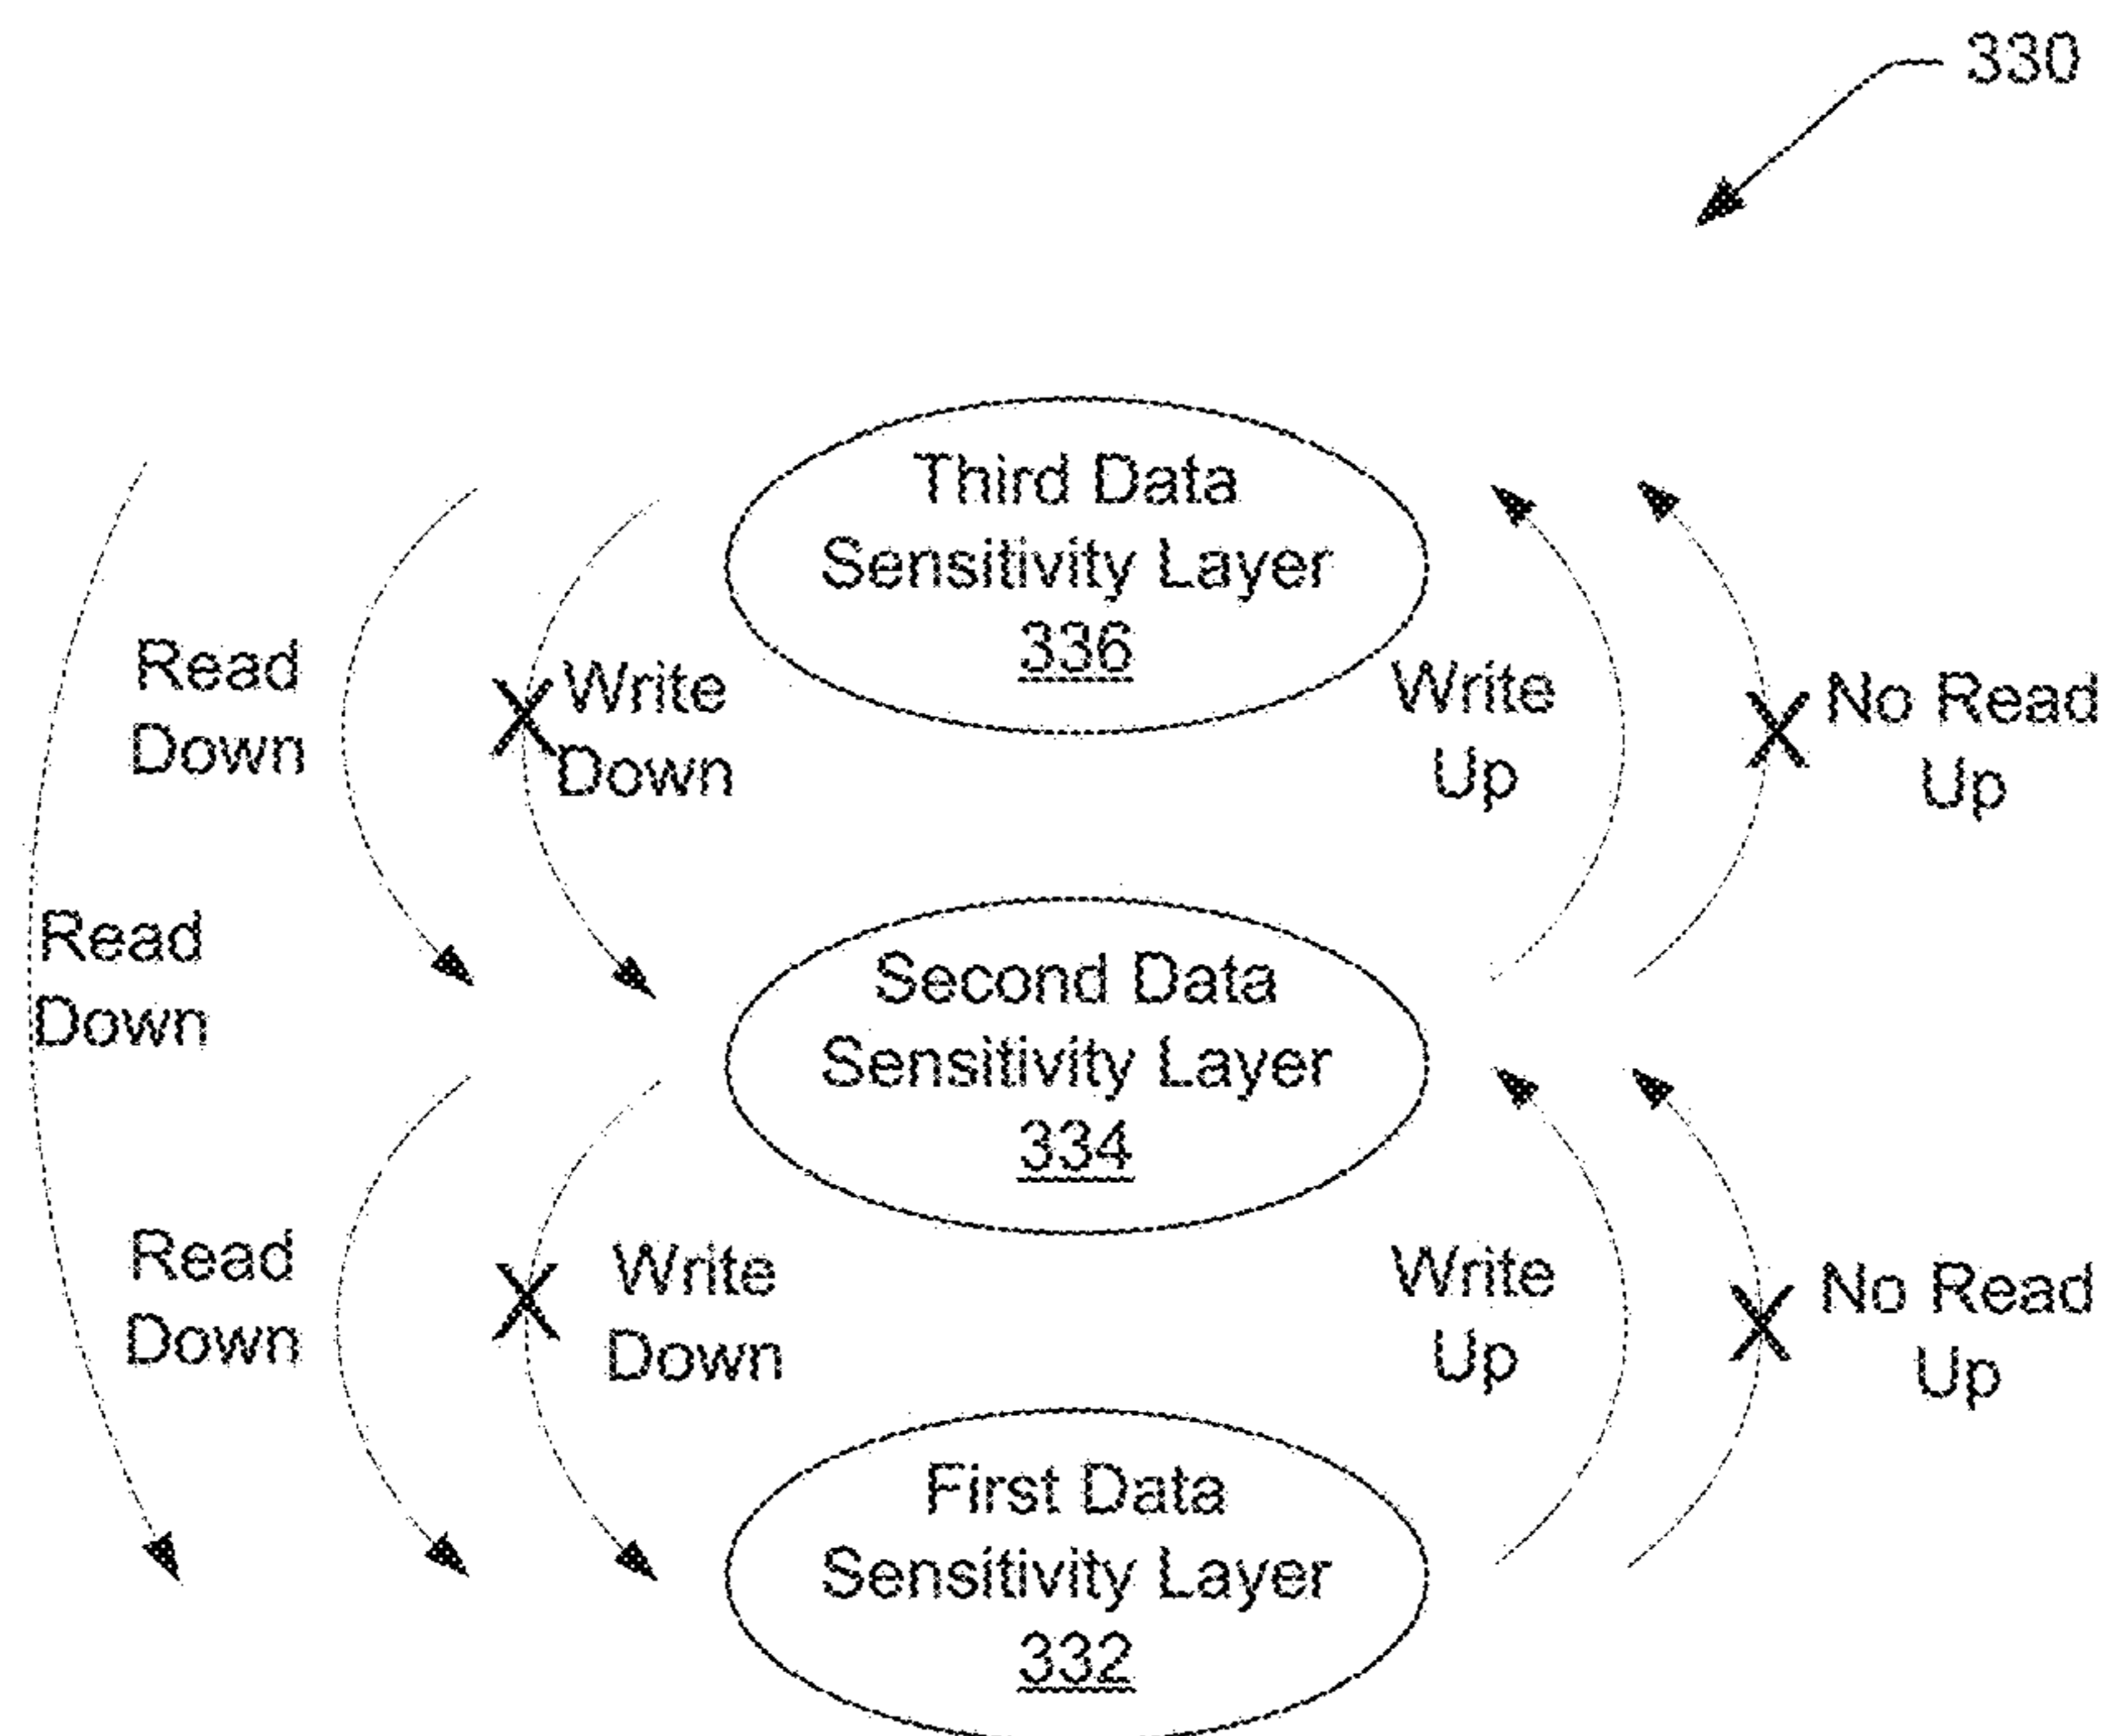 330
Third Data
Sensitivity Layer
336
Read
Down
Write
Down
Write
Up
No Read
Up
Read
Down
Second Data
Sensitivity Layer
334
Read
Down
Write
Down
Write
Up
No Read
Up
First Data
Sensitivity Layer
332